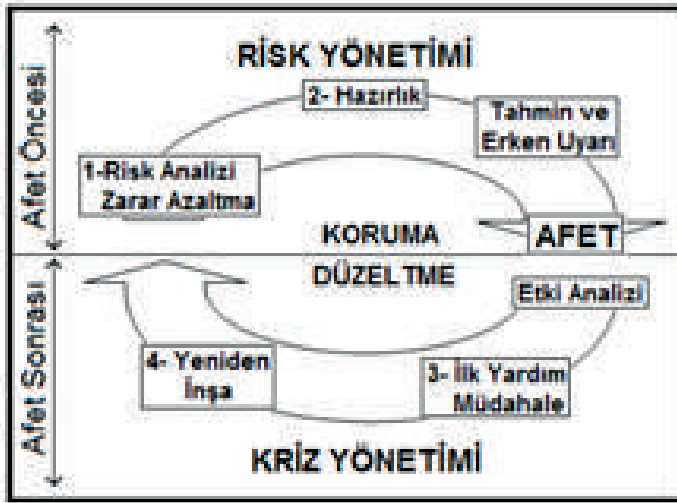 Afet Öncesi
RİSK YÖNETİMİ
2- Hazırlık
Tahmin ve
Erken Uyarı
1-Risk Analizi
Zarar Azaltma
KORUMA
AFET
Afet Sonrası
DÜZELTME
Etki Analizi
4- Yeniden
İnşa
3- İlk Yardım
Müdahale
KRİZ YÖNETİMİ